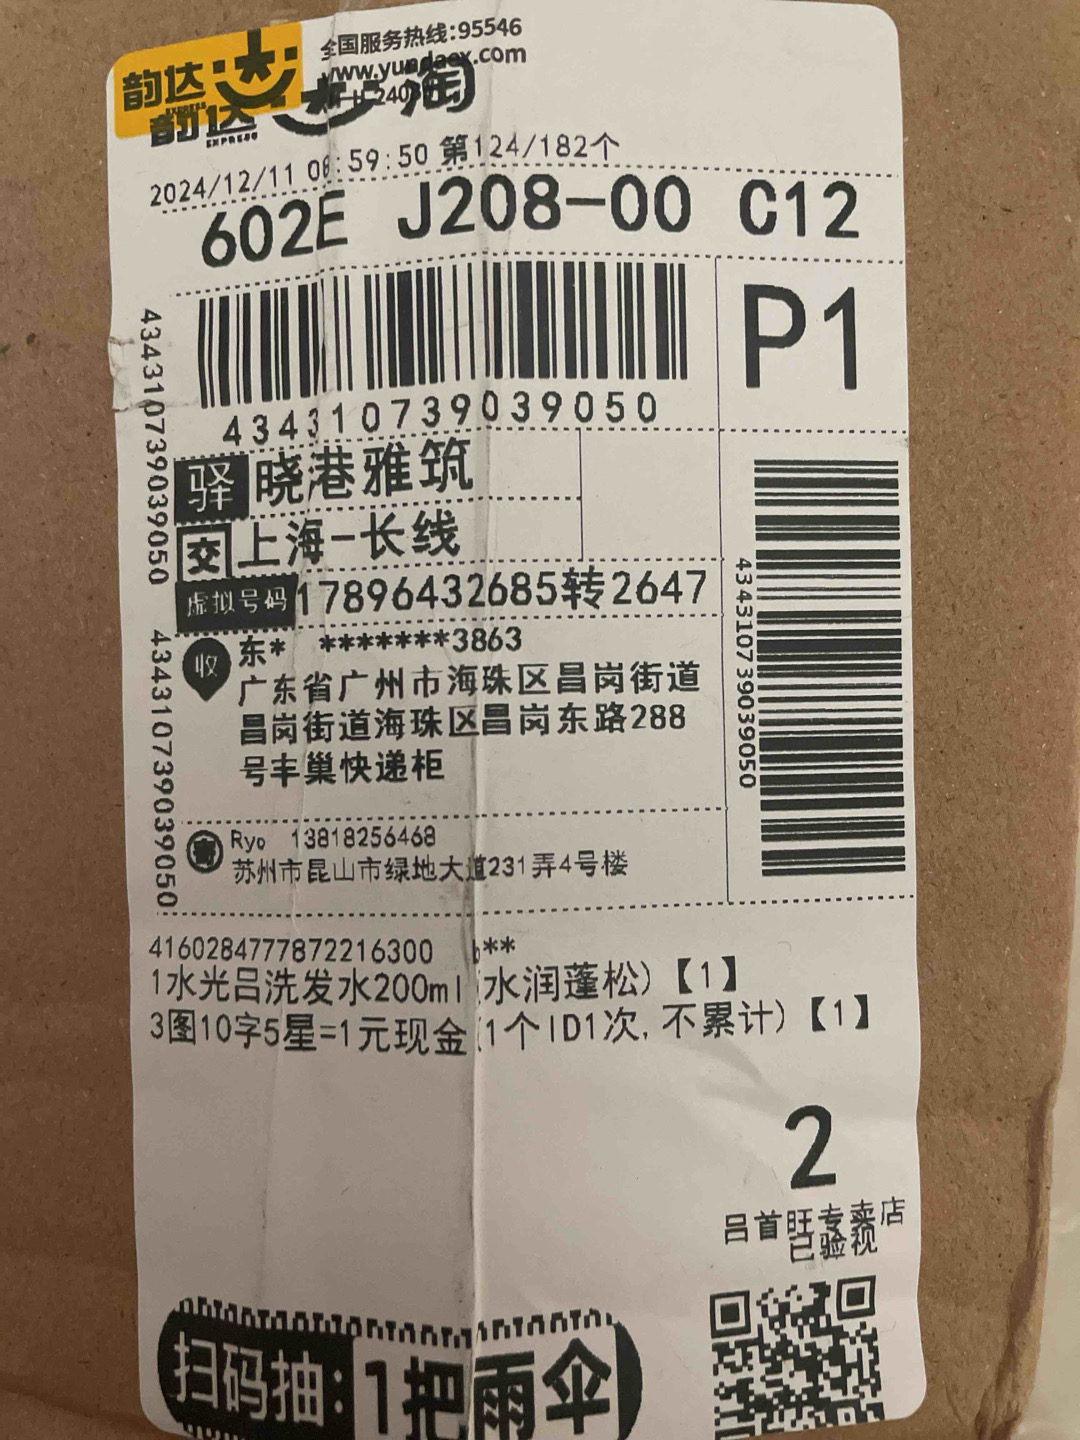 韵达
EXPRESS
全国服务热线:95546
www.yundaex.com
韵达
EXPRESS
淘
2024/12/11 08:59:50 第124/182个
602E J208-00 C12
P1
434310739039050
434310739039050
驿 晓港雅筑
交 上海-长线
虚拟号码 17896432685转2647
收 东* *******3863
广东省广州市海珠区昌岗街道
昌岗街道海珠区昌岗东路288
号丰巢快递柜
434310739039050
434310739039050
寄 Ryo 13818256468
苏州市昆山市绿地大道231弄4号楼
4160284777872216300 b**
1水光吕洗发水200ml(水润蓬松)【1】
3图10字5星=1元现金(1个ID1次,不累计)【1】
2
吕首旺专卖店
已验视
扫码抽:1把雨伞